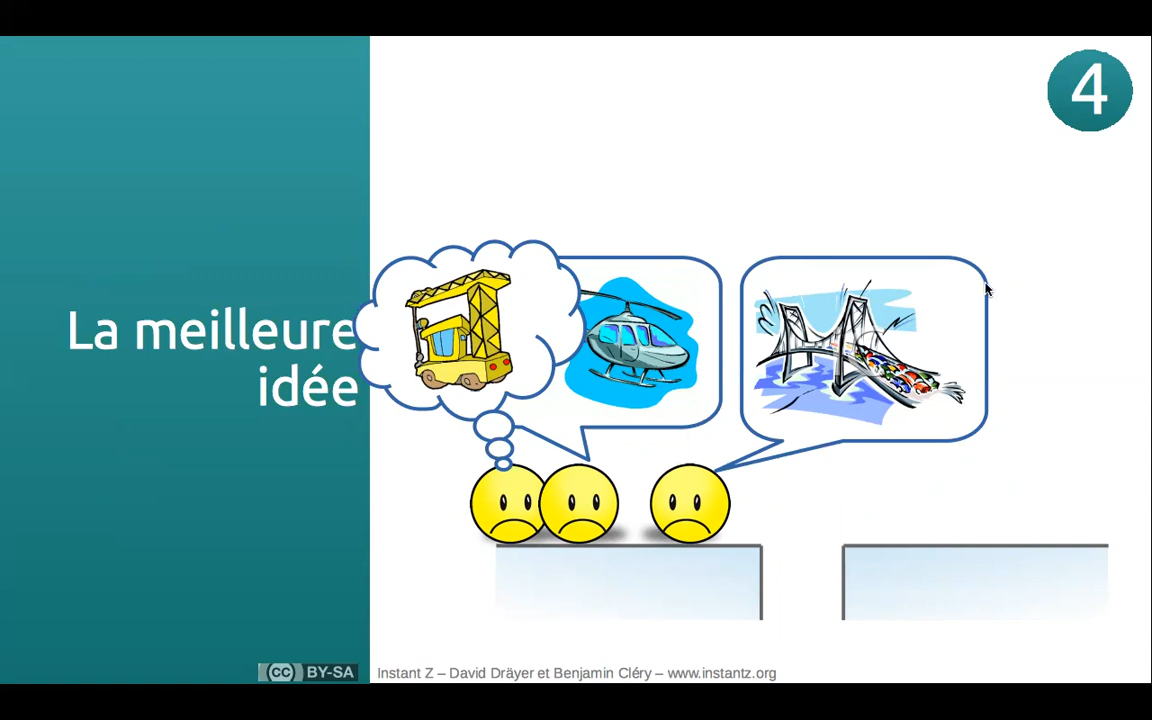 4
La meilleure
idée
cc BY-SA
Instant Z – David Dräyer et Benjamin Cléry – www.instantz.org